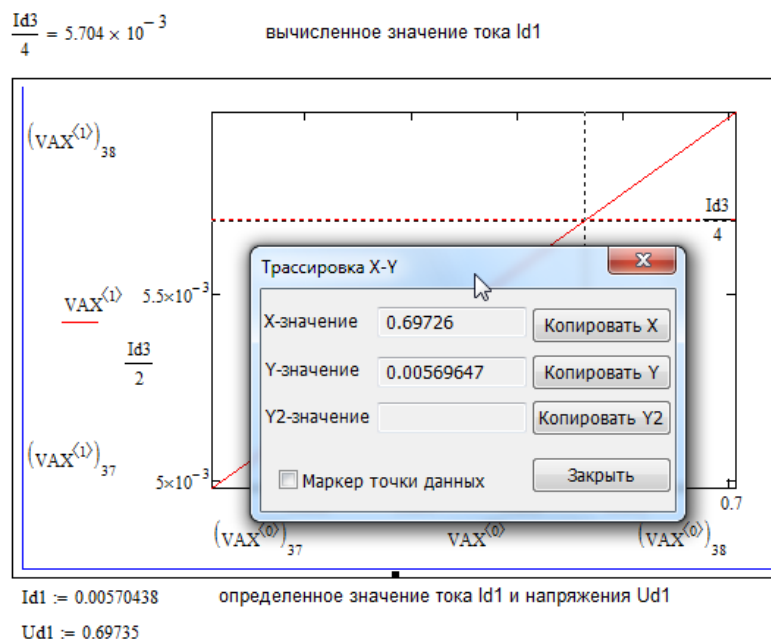 Id3
4
= 5.704 × 10⁻³
вычисленное значение тока Id1
(VAX⟨1⟩)38
Id3
4
Трассировка X-Y
X-значение 0.69726 Копировать X
VAX⟨1⟩ 5.5×10⁻³
Id3
2
Y-значение 0.00569647 Копировать Y
Y2-значение Копировать Y2
(VAX⟨1⟩)37
5×10⁻³
Маркер точки данных Закрыть
0.7
(VAX⟨0⟩)37 VAX⟨0⟩ (VAX⟨0⟩)38
Id1 := 0.00570438 определенное значение тока Id1 и напряжения Ud1
Ud1 := 0.69735